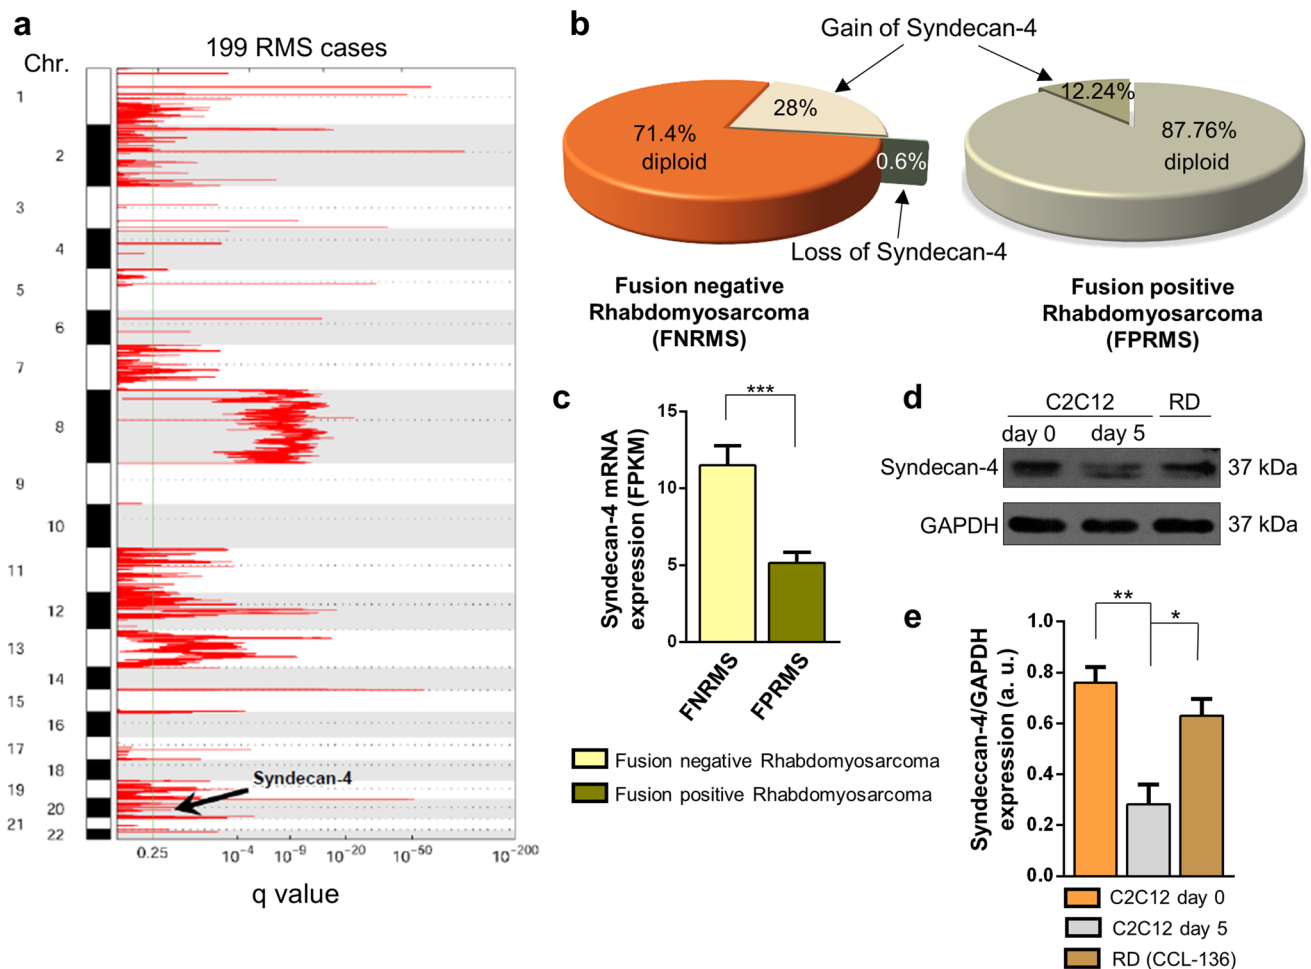 a
199 RMS cases
Chr.
1
2
3
4
5
6
7
8
9
10
11
12
13
14
15
16
17
18
19
20
21
22
Syndecan-4
0.25
10⁻⁴
10⁻⁹
10⁻²⁰
10⁻⁵⁰
10⁻²⁰⁰
q value
b
Gain of Syndecan-4
28%
71.4%
diploid
0.6%
12.24%
87.76%
diploid
Loss of Syndecan-4
Fusion negative
Rhabdomyosarcoma
(FNRMS)
Fusion positive
Rhabdomyosarcoma
(FPRMS)
c
***
Syndecan-4 mRNA
expression (FPKM)
15
10
5
0
FNRMS
FPRMS
Fusion negative Rhabdomyosarcoma
Fusion positive Rhabdomyosarcoma
d
C2C12
RD
day 0
day 5
Syndecan-4
37 kDa
GAPDH
37 kDa
e
**
*
Syndeccan-4/GAPDH
expression (a. u.)
1.0
0.8
0.6
0.4
0.2
0.0
C2C12 day 0
C2C12 day 5
RD (CCL-136)